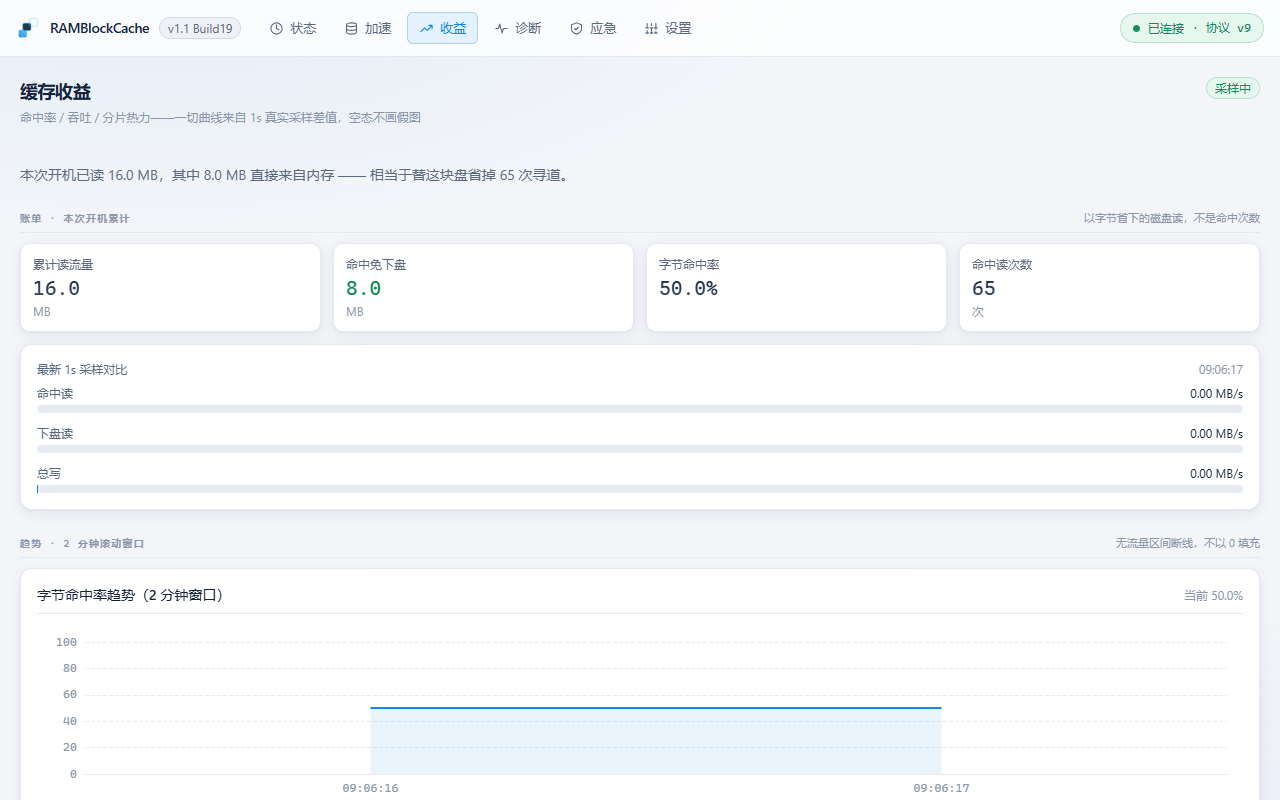 RAMBlockCache v1.1 Build19 状态 加速 收益 诊断 应急 设置 已连接 · 协议 v9
缓存收益 采样中
命中率 / 吞吐 / 分片热力——一切曲线来自 1s 真实采样差值，空态不画假图
本次开机已读 16.0 MB，其中 8.0 MB 直接来自内存 —— 相当于替这块盘省掉 65 次寻道。
账单 · 本次开机累计 以字节省下的磁盘读，不是命中次数
累计读流量 命中免下盘 字节命中率 命中读次数
16.0 8.0 50.0% 65
MB MB 次
最新 1s 采样对比 09:06:17
命中读 0.00 MB/s
下盘读 0.00 MB/s
总写 0.00 MB/s
趋势 · 2 分钟滚动窗口 无流量区间断线，不以 0 填充
字节命中率趋势（2 分钟窗口） 当前 50.0%
100
80
60
40
20
0
09:06:16 09:06:17